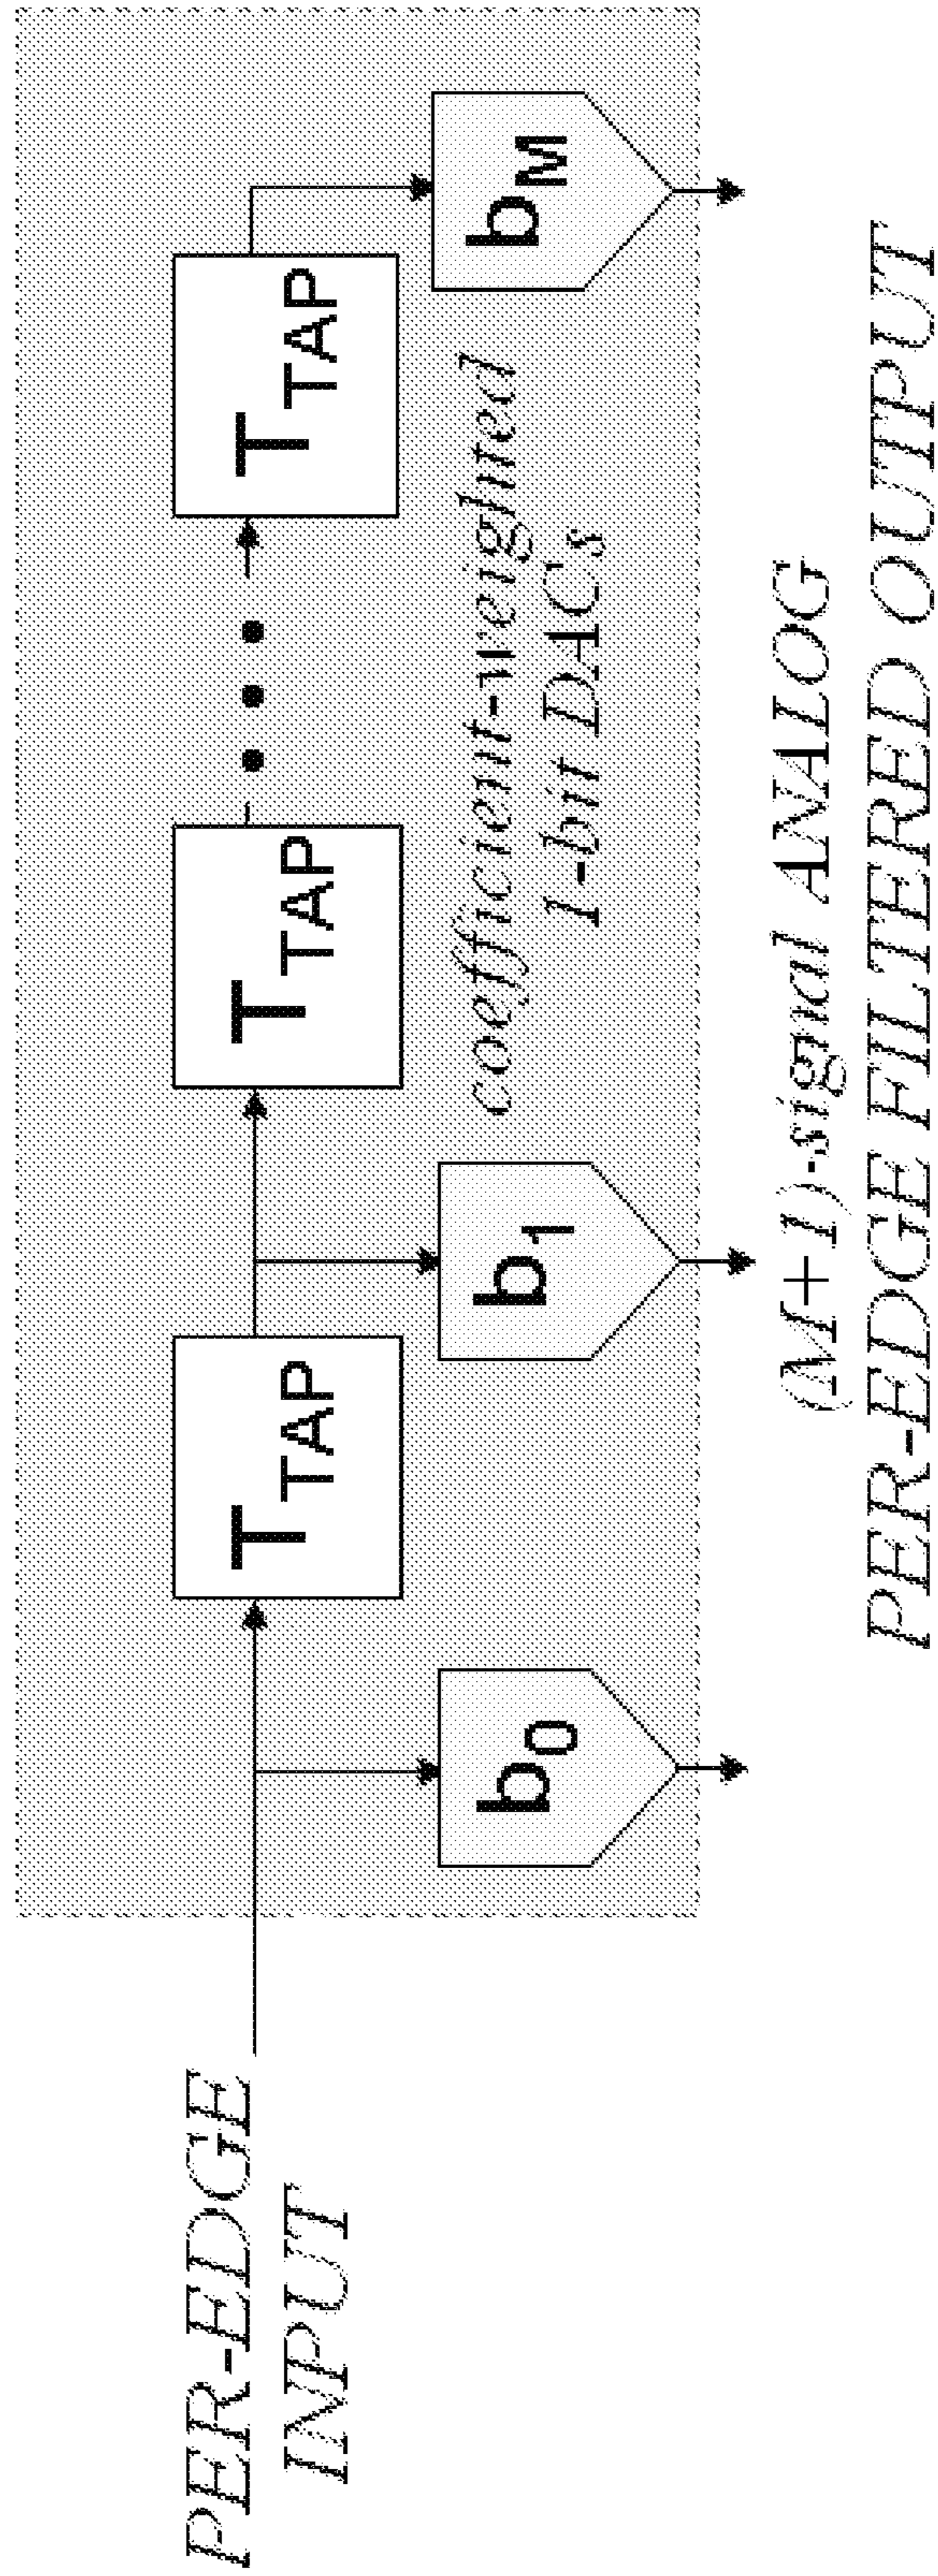 PER-EDGE
INPUT
T TAP
T TAP
T TAP
b0
b1
bM
coefficient-weighted
1-bit DACs
(M+1)-signal ANALOG
PER-EDGE FILTERED OUTPUT